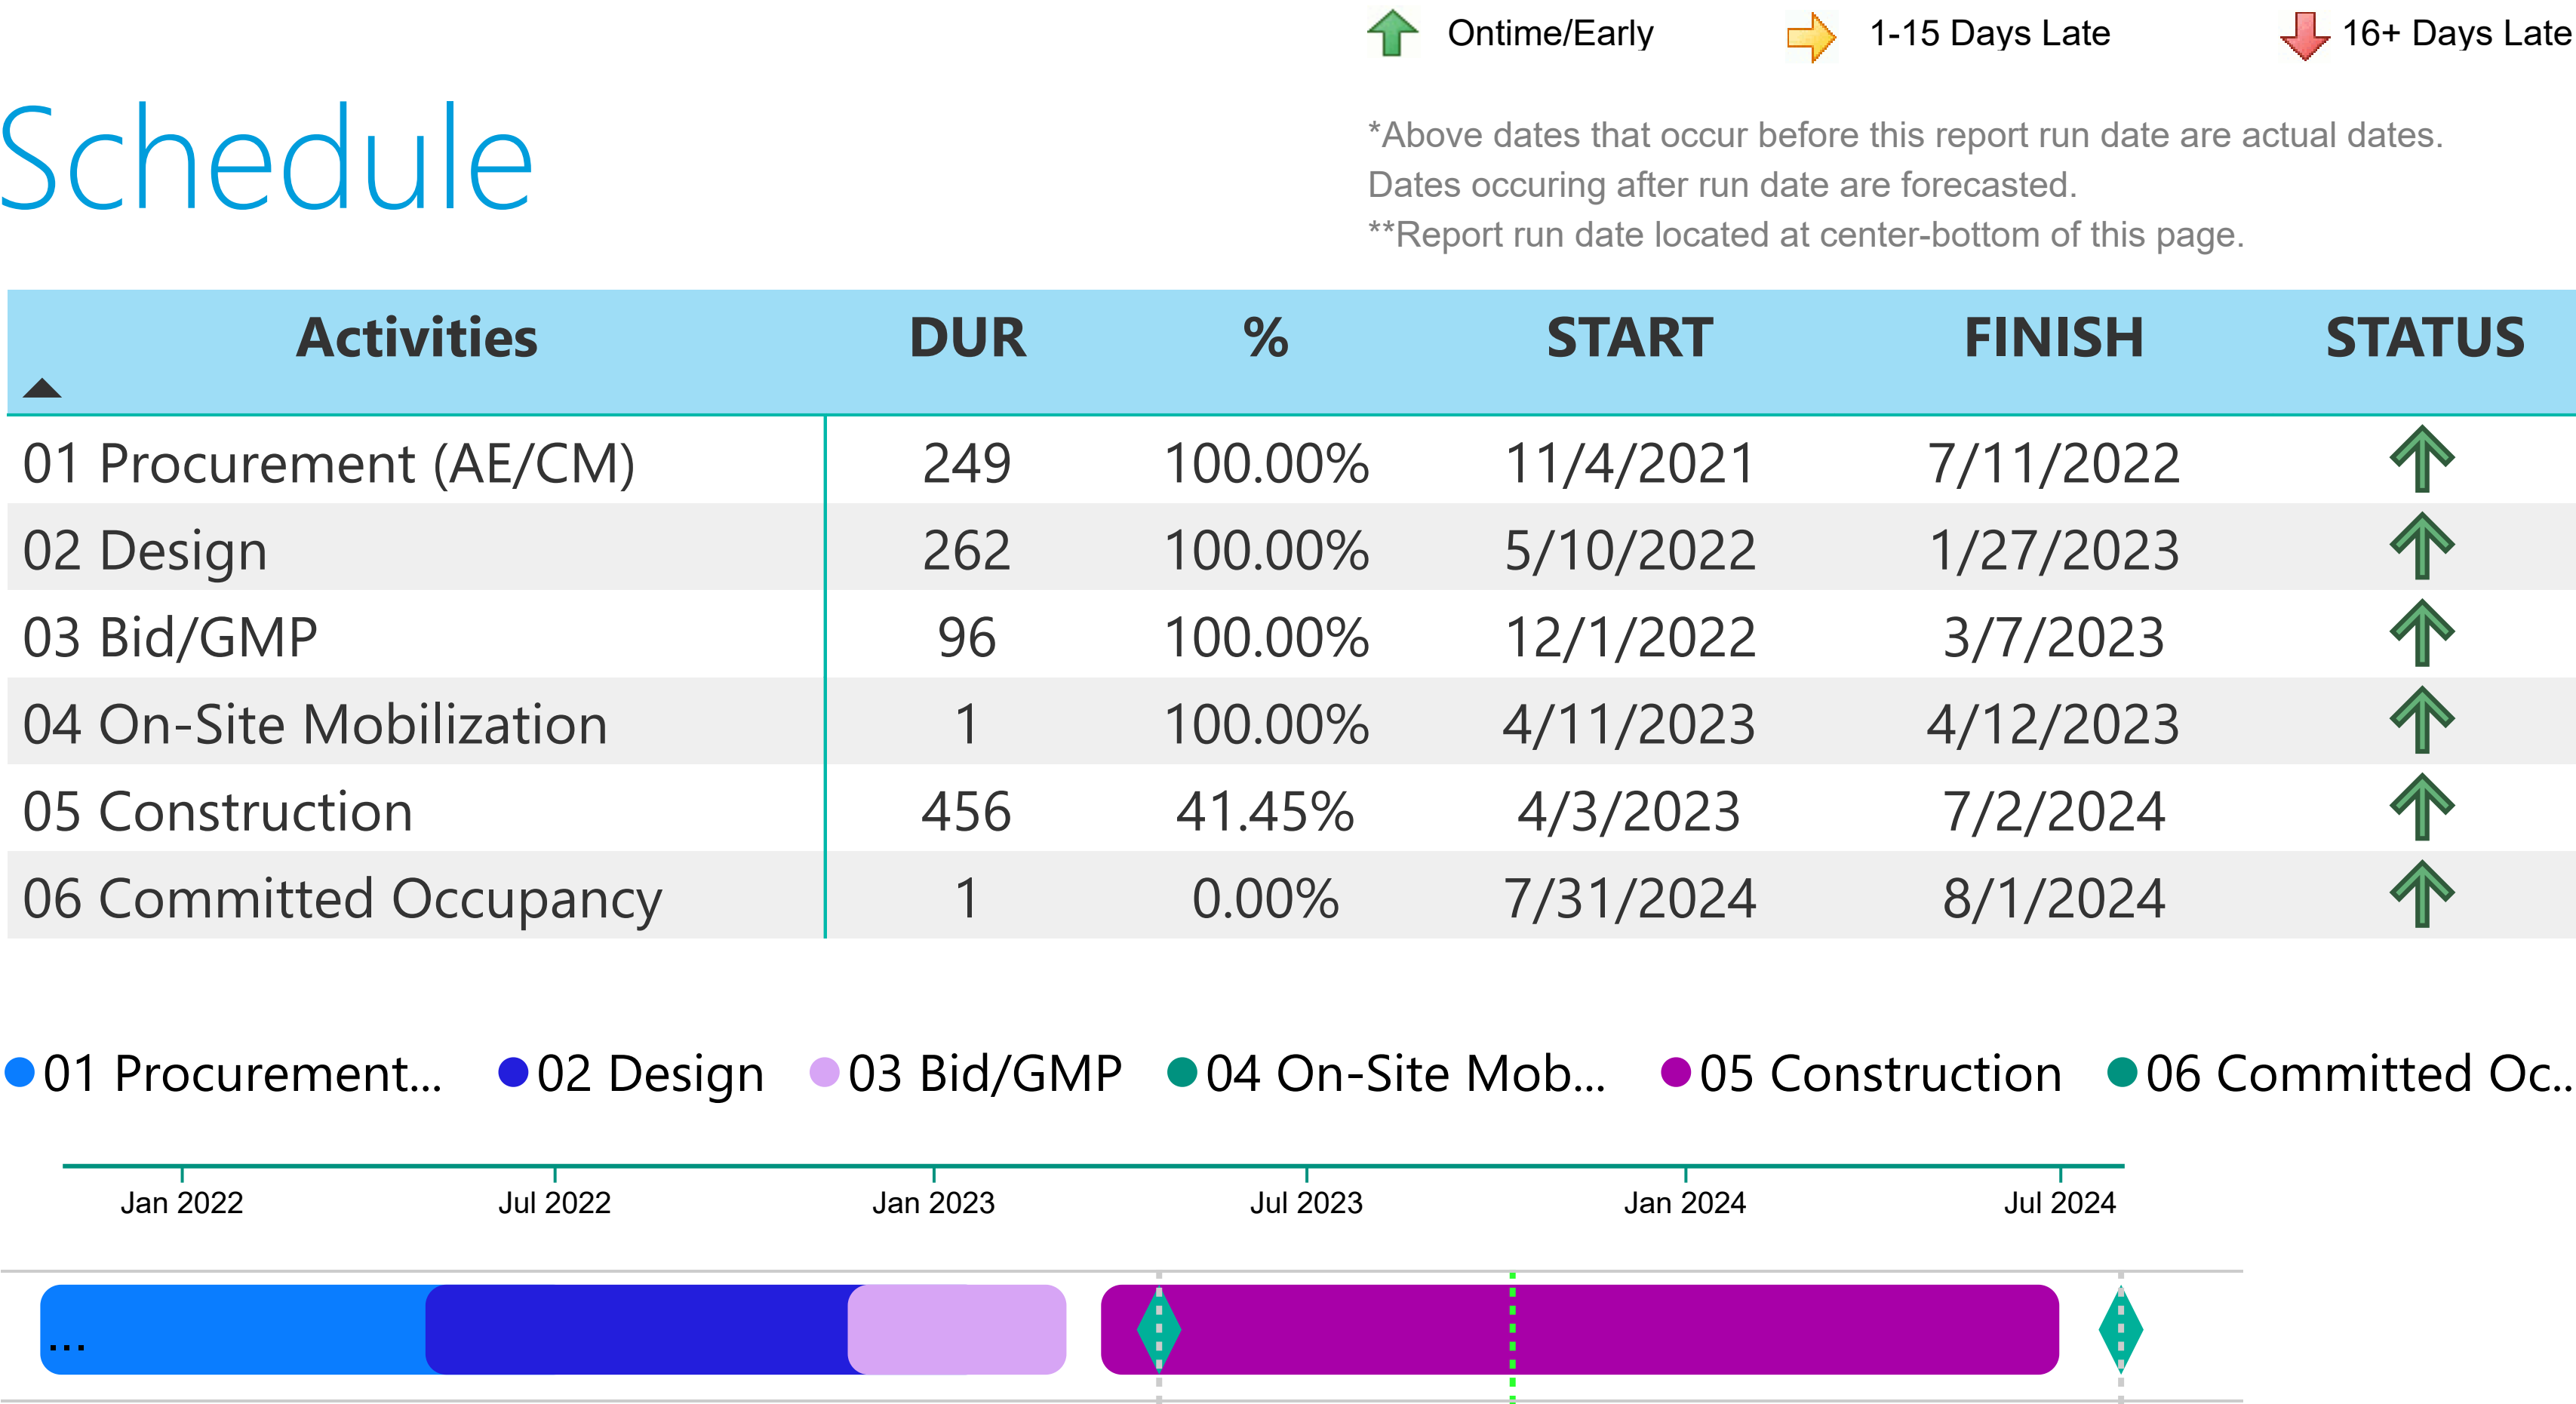 Ontime/Early 1-15 Days Late 16+ Days Late
Schedule
*Above dates that occur before this report run date are actual dates.
Dates occuring after run date are forecasted.
**Report run date located at center-bottom of this page.
Activities DUR % START FINISH STATUS
01 Procurement (AE/CM) 249 100.00% 11/4/2021 7/11/2022
02 Design 262 100.00% 5/10/2022 1/27/2023
03 Bid/GMP 96 100.00% 12/1/2022 3/7/2023
04 On-Site Mobilization 1 100.00% 4/11/2023 4/12/2023
05 Construction 456 41.45% 4/3/2023 7/2/2024
06 Committed Occupancy 1 0.00% 7/31/2024 8/1/2024
01 Procurement... 02 Design 03 Bid/GMP 04 On-Site Mob... 05 Construction 06 Committed Oc..
Jan 2022 Jul 2022 Jan 2023 Jul 2023 Jan 2024 Jul 2024
...